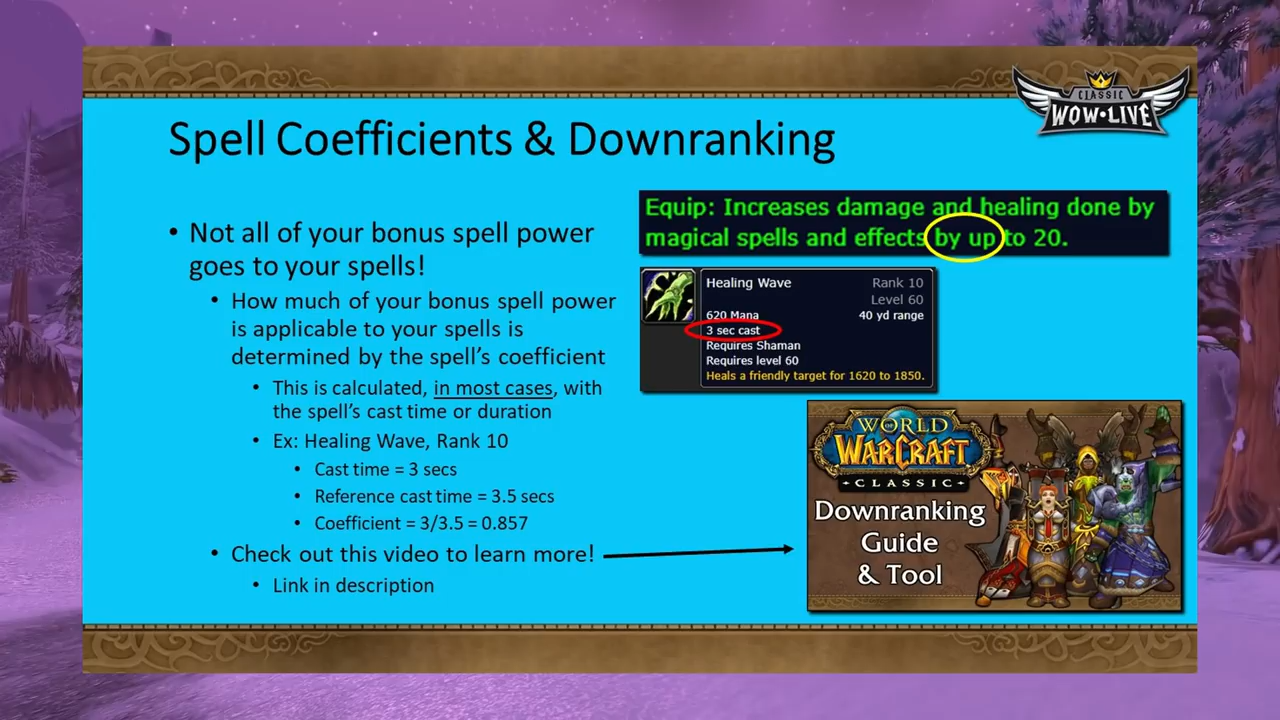 CLASSIC
WOW•LIVE
Spell Coefficients & Downranking
• Not all of your bonus spell power
goes to your spells!
• How much of your bonus spell power
is applicable to your spells is
determined by the spell's coefficient
• This is calculated, in most cases, with
the spell's cast time or duration
• Ex: Healing Wave, Rank 10
• Cast time = 3 secs
• Reference cast time = 3.5 secs
• Coefficient = 3/3.5 = 0.857
• Check out this video to learn more!
• Link in description
Equip: Increases damage and healing done by
magical spells and effects by up to 20.
Healing Wave Rank 10
Level 60
620 Mana 40 yd range
3 sec cast
Requires Shaman
Requires level 60
Heals a friendly target for 1620 to 1850.
WORLD
OF
WARCRAFT
• CLASSIC •
Downranking
Guide
& Tool